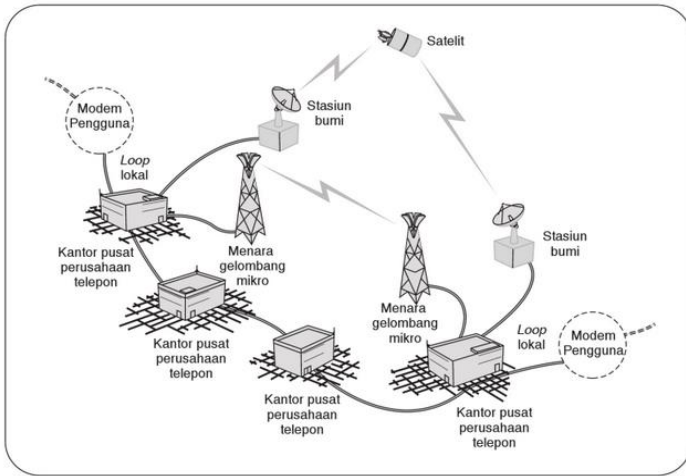 Satelit
Modem
Pengguna
Stasiun
bumi
Loop
lokal
Kantor pusat
perusahaan
telepon
Menara
gelombang
mikro
Stasiun
bumi
Kantor pusat
perusahaan
telepon
Menara
gelombang
mikro
Loop
lokal
Modem
Pengguna
Kantor pusat
perusahaan
telepon
Kantor pusat
perusahaan
telepon